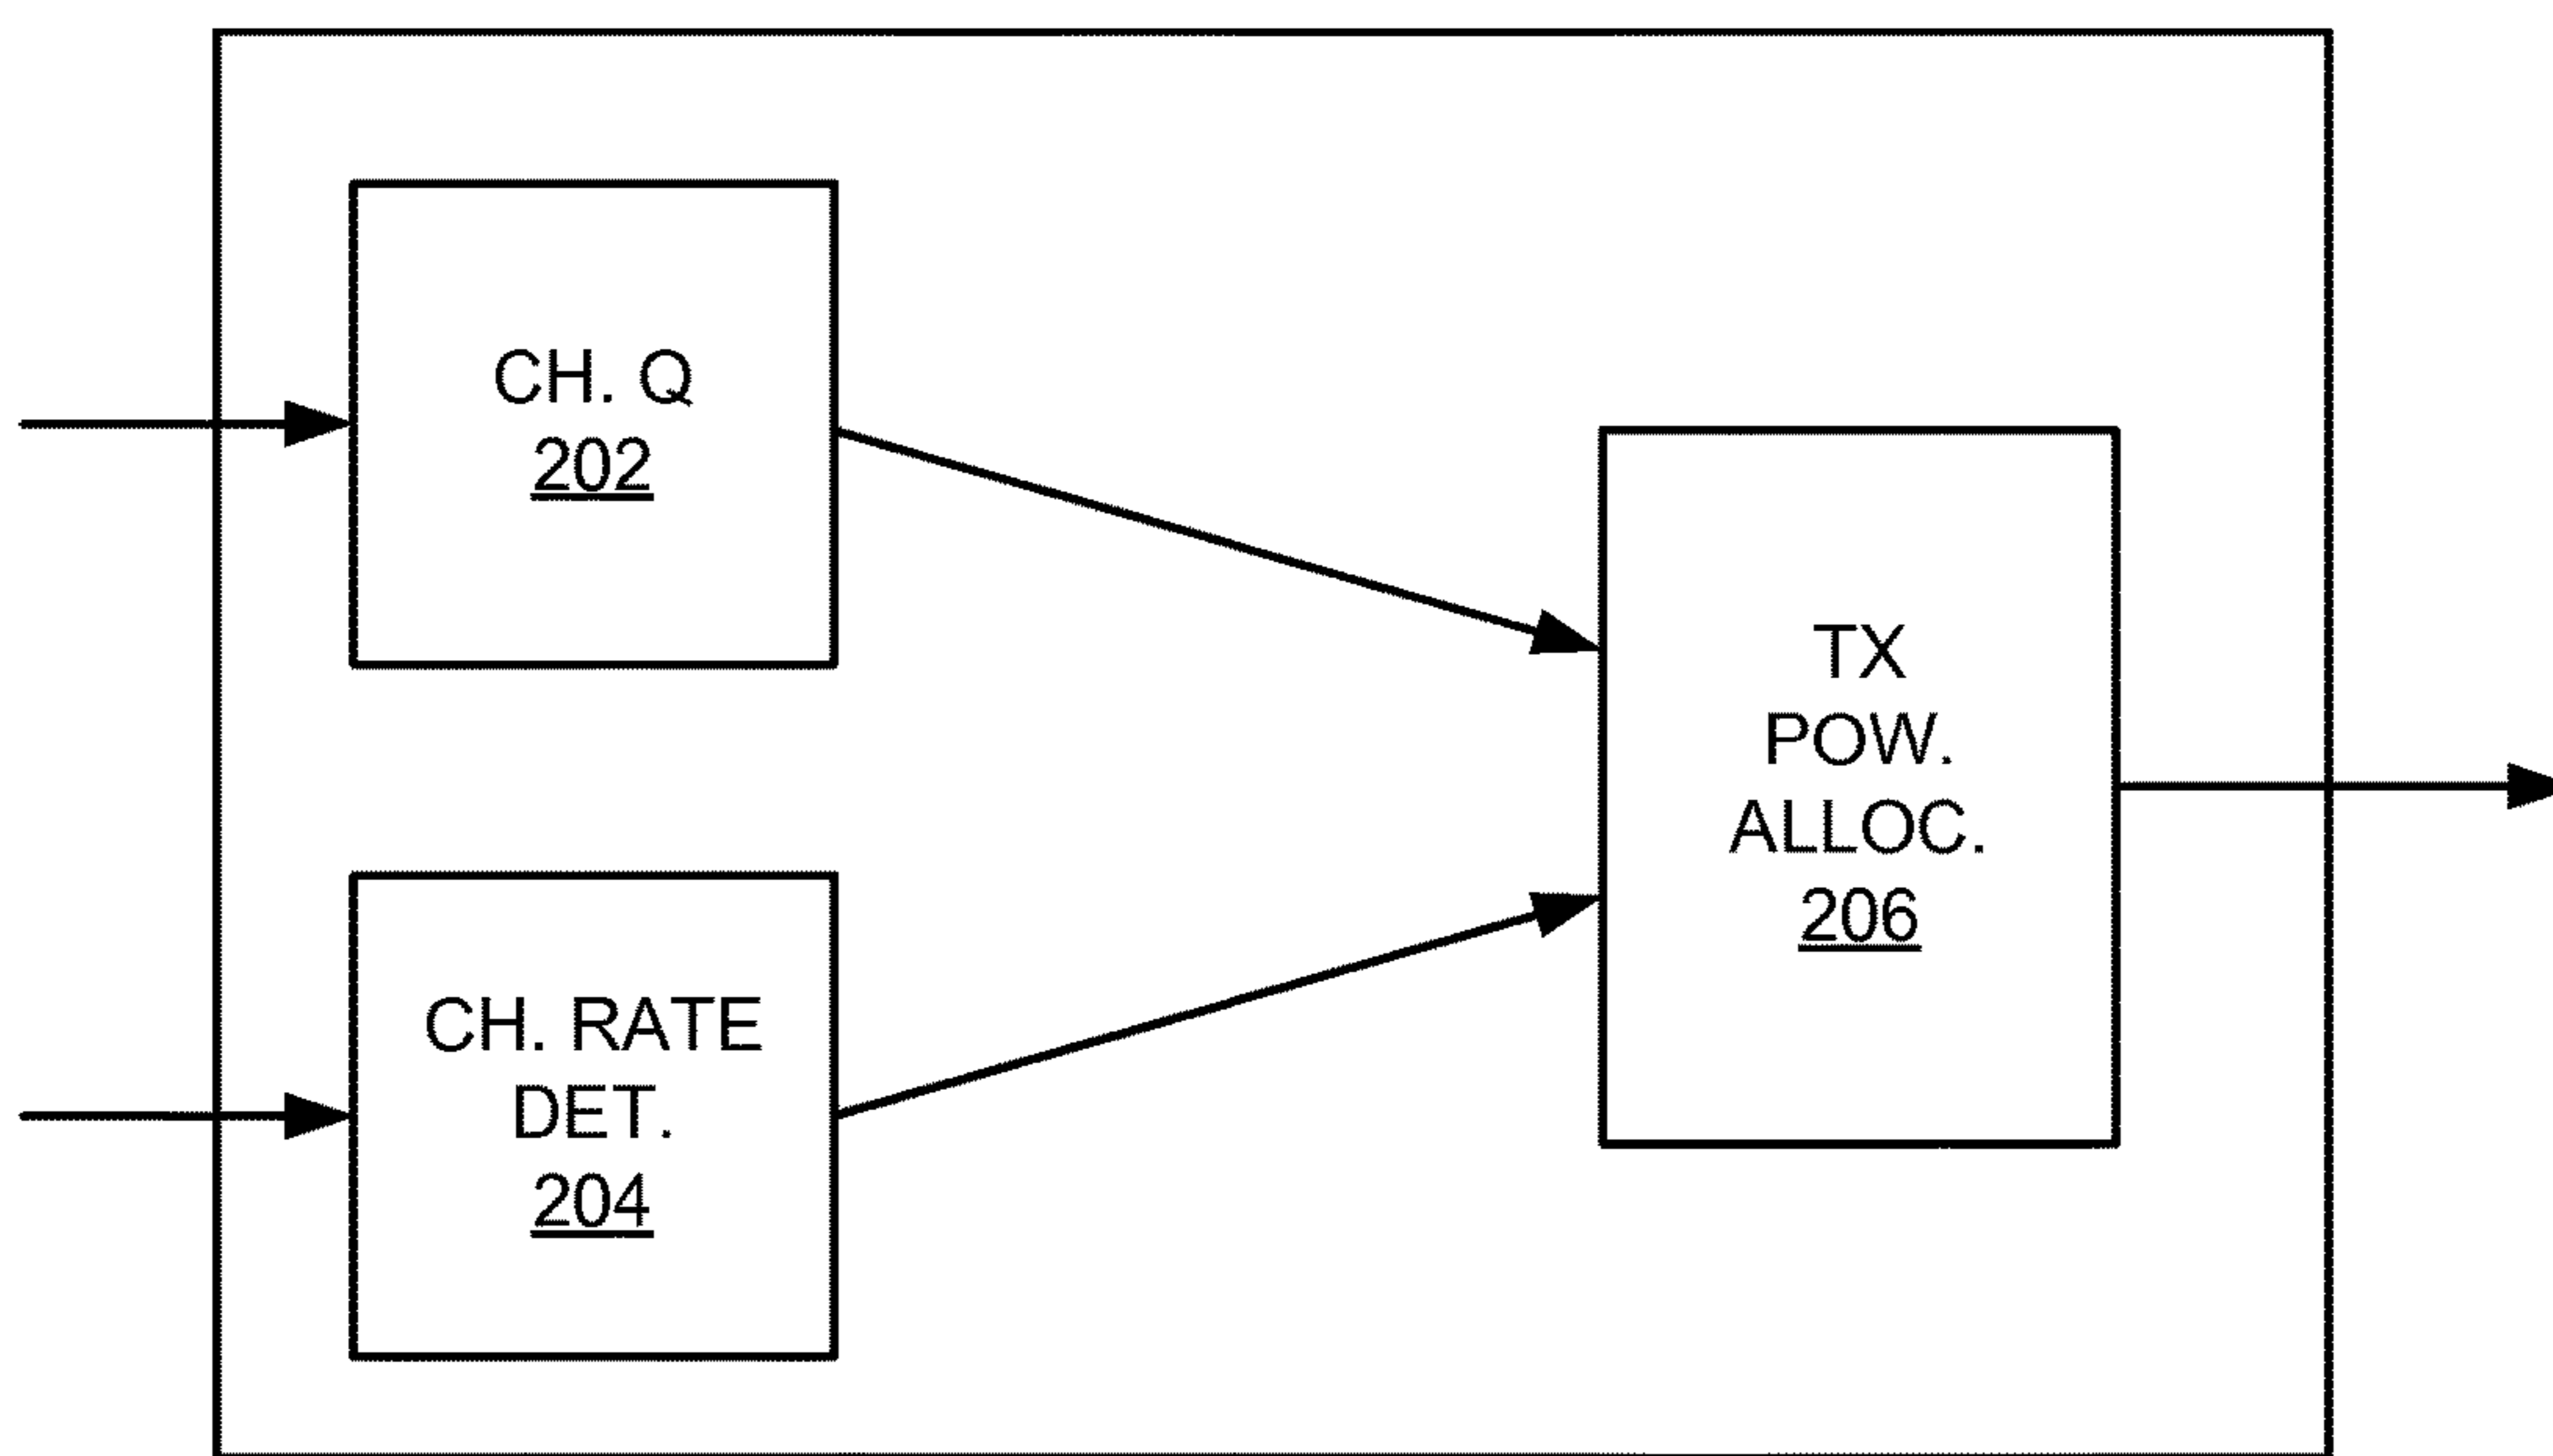 CH. Q
202
CH. RATE
DET.
204
TX
POW.
ALLOC.
206